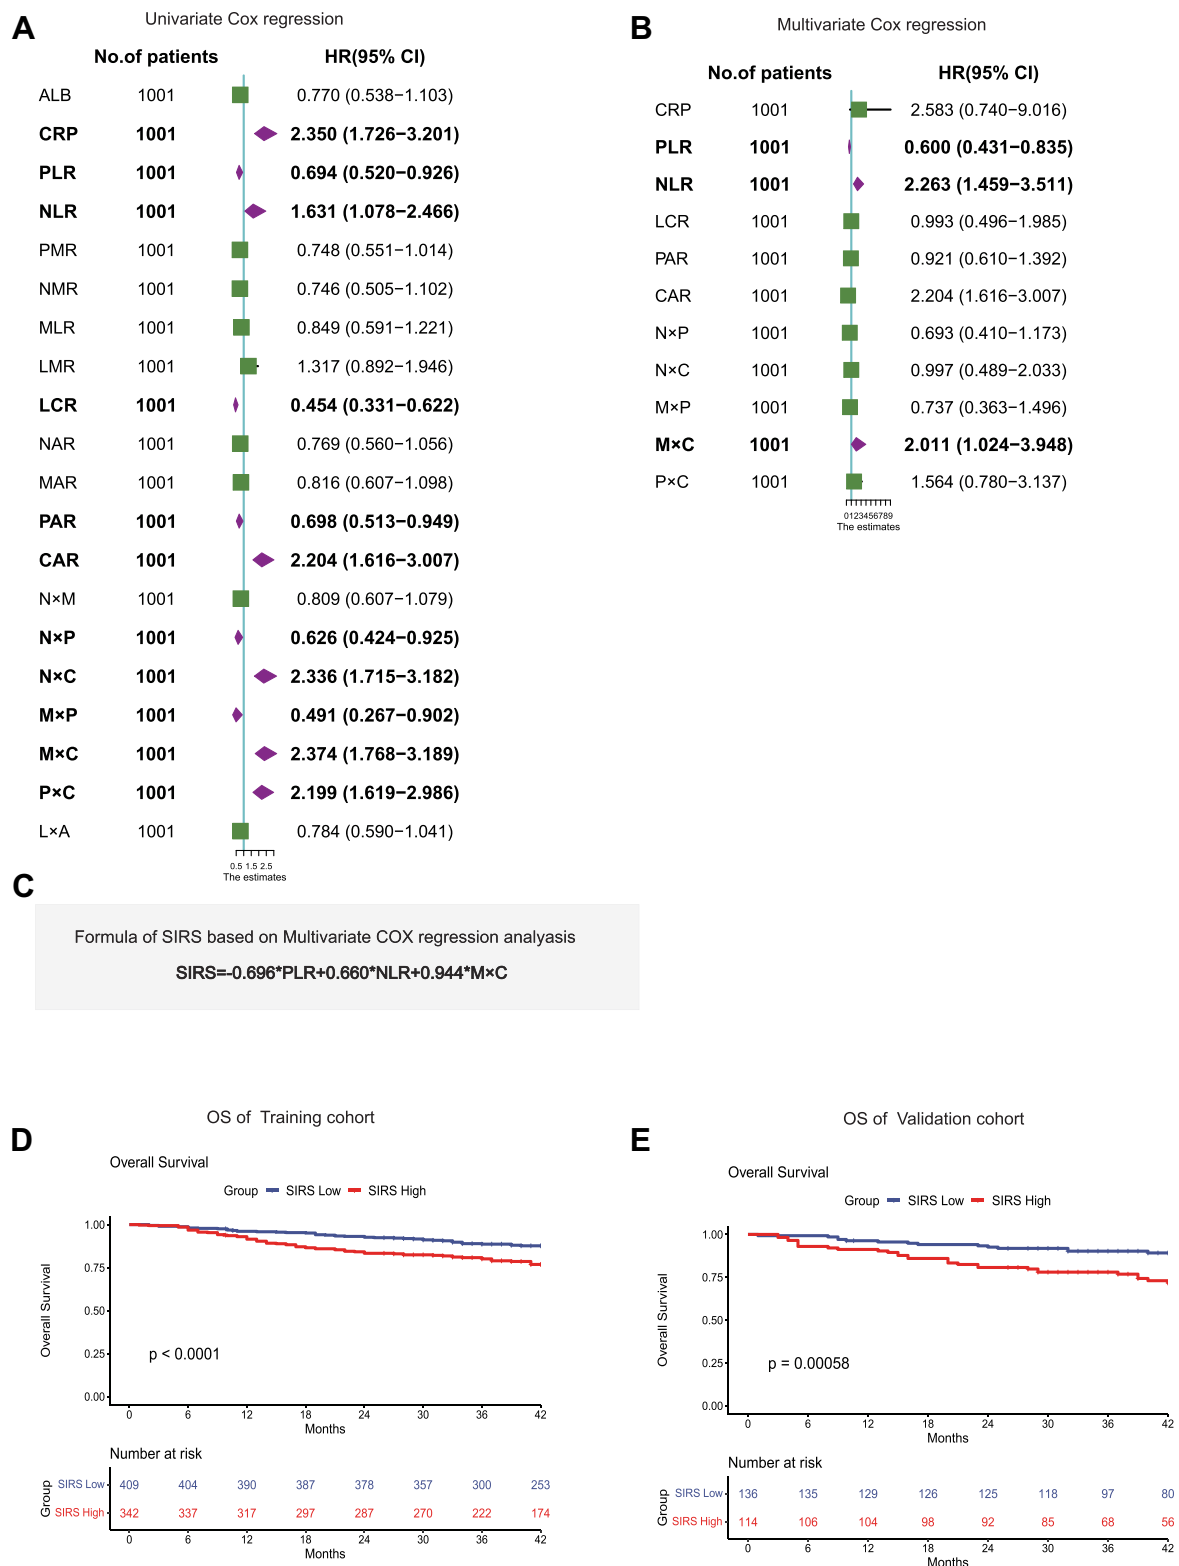 A
Univariate Cox regression
No.of patients HR(95% CI)
ALB 1001 0.770 (0.538−1.103)
CRP 1001 2.350 (1.726−3.201)
PLR 1001 0.694 (0.520−0.926)
NLR 1001 1.631 (1.078−2.466)
PMR 1001 0.748 (0.551−1.014)
NMR 1001 0.746 (0.505−1.102)
MLR 1001 0.849 (0.591−1.221)
LMR 1001 1.317 (0.892−1.946)
LCR 1001 0.454 (0.331−0.622)
NAR 1001 0.769 (0.560−1.056)
MAR 1001 0.816 (0.607−1.098)
PAR 1001 0.698 (0.513−0.949)
CAR 1001 2.204 (1.616−3.007)
N×M 1001 0.809 (0.607−1.079)
N×P 1001 0.626 (0.424−0.925)
N×C 1001 2.336 (1.715−3.182)
M×P 1001 0.491 (0.267−0.902)
M×C 1001 2.374 (1.768−3.189)
P×C 1001 2.199 (1.619−2.986)
L×A 1001 0.784 (0.590−1.041)
0.5 1.5 2.5
The estimates
B
Multivariate Cox regression
No.of patients HR(95% CI)
CRP 1001 2.583 (0.740−9.016)
PLR 1001 0.600 (0.431−0.835)
NLR 1001 2.263 (1.459−3.511)
LCR 1001 0.993 (0.496−1.985)
PAR 1001 0.921 (0.610−1.392)
CAR 1001 2.204 (1.616−3.007)
N×P 1001 0.693 (0.410−1.173)
N×C 1001 0.997 (0.489−2.033)
M×P 1001 0.737 (0.363−1.496)
M×C 1001 2.011 (1.024−3.948)
P×C 1001 1.564 (0.780−3.137)
0123456789
The estimates
C
Formula of SIRS based on Multivariate COX regression analyasis
SIRS=-0.696*PLR+0.660*NLR+0.944*M×C
D
OS of Training cohort
Overall Survival
Group SIRS Low SIRS High
Overall Survival
1.00
0.75
0.50
0.25
0.00
p < 0.0001
0 6 12 18 24 30 36 42
Months
Number at risk
Group
SIRS Low 409 404 390 387 378 357 300 253
SIRS High 342 337 317 297 287 270 222 174
0 6 12 18 24 30 36 42
Months
E
OS of Validation cohort
Overall Survival
Group SIRS Low SIRS High
Overall Survival
1.00
0.75
0.50
0.25
0.00
p = 0.00058
0 6 12 18 24 30 36 42
Months
Number at risk
Group
SIRS Low 136 135 129 126 125 118 97 80
SIRS High 114 106 104 98 92 85 68 56
0 6 12 18 24 30 36 42
Months